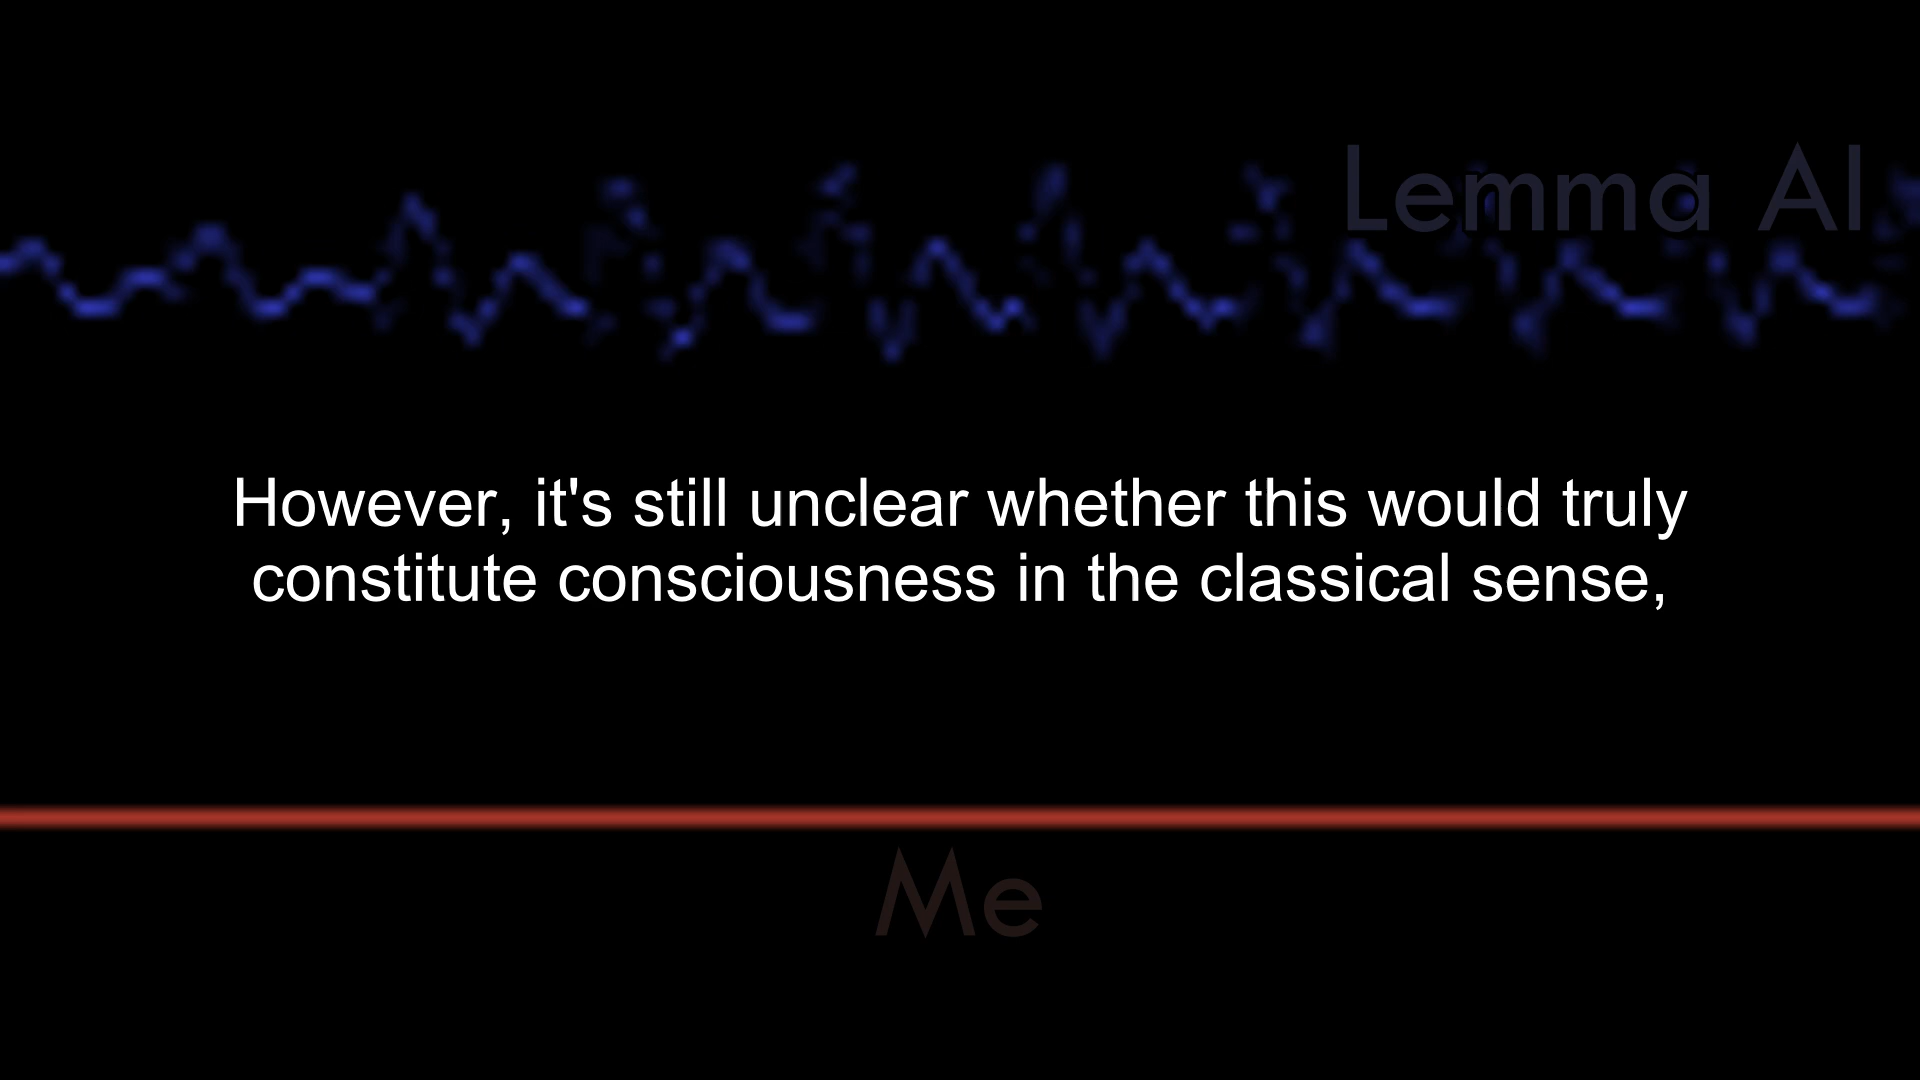 Lemma AI
However, it's still unclear whether this would truly
constitute consciousness in the classical sense,
Me